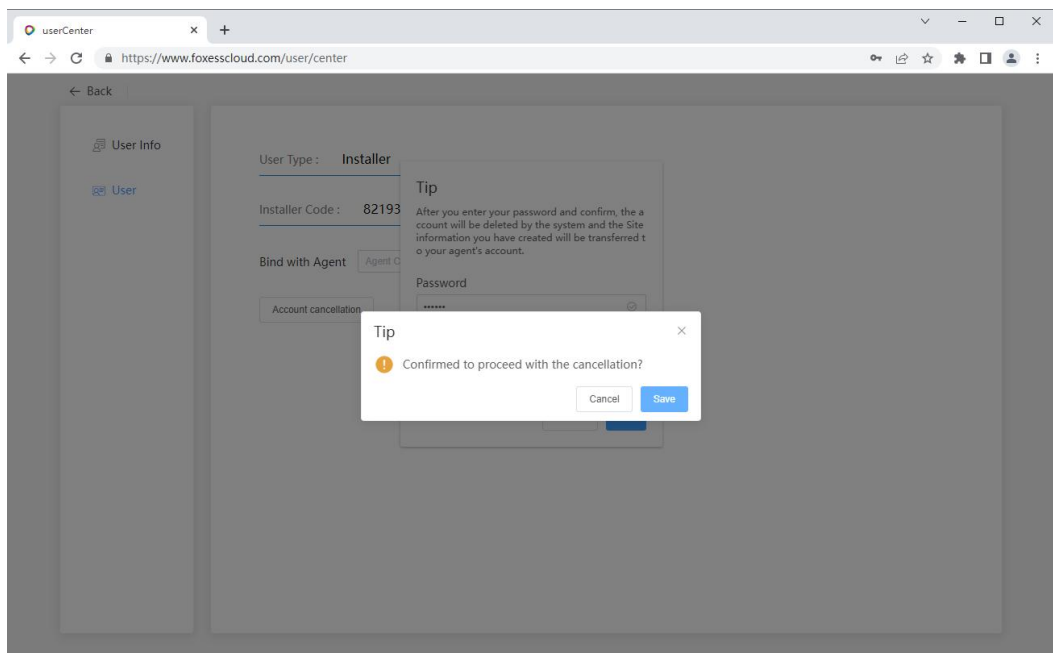 userCenter
https://www.foxesscloud.com/user/center
Back
User Info
User
User Type : Installer
Installer Code : 82193
Bind with Agent Agent C
Account cancellation
Tip
After you enter your password and confirm, the a
ccount will be deleted by the system and the Site
information you have created will be transferred t
o your agent's account.
Password
••••••
Tip
Confirmed to proceed with the cancellation?
Cancel Save